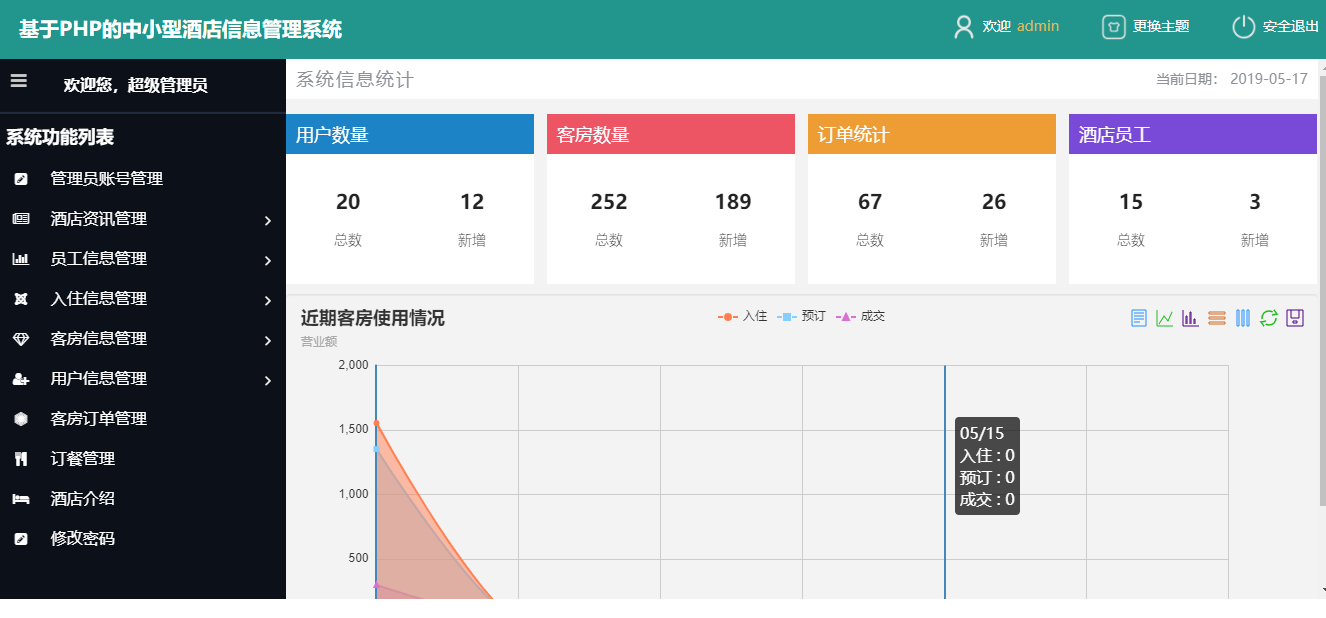 基于PHP的中小型酒店信息管理系统
欢迎 admin
更换主题
安全退出
欢迎您，超级管理员
系统功能列表
管理员账号管理
酒店资讯管理
员工信息管理
入住信息管理
客房信息管理
用户信息管理
客房订单管理
订餐管理
酒店介绍
修改密码
系统信息统计
当前日期： 2019-05-17
用户数量
20 12
总数 新增
客房数量
252 189
总数 新增
订单统计
67 26
总数 新增
酒店员工
15 3
总数 新增
近期客房使用情况
营业额
入住 预订 成交
2,000
1,500
1,000
500
05/15
入住 : 0
预订 : 0
成交 : 0